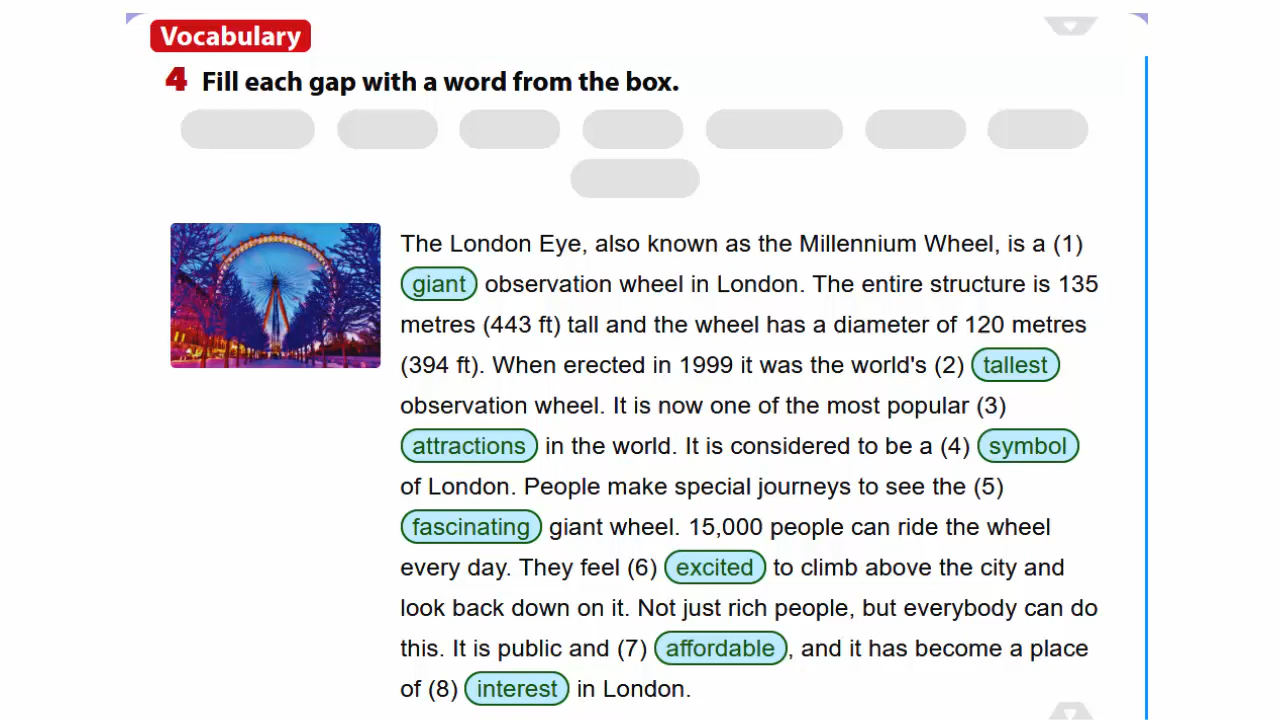 Vocabulary
4 Fill each gap with a word from the box.
The London Eye, also known as the Millennium Wheel, is a (1)
giant observation wheel in London. The entire structure is 135
metres (443 ft) tall and the wheel has a diameter of 120 metres
(394 ft). When erected in 1999 it was the world's (2) tallest
observation wheel. It is now one of the most popular (3)
attractions in the world. It is considered to be a (4) symbol
of London. People make special journeys to see the (5)
fascinating giant wheel. 15,000 people can ride the wheel
every day. They feel (6) excited to climb above the city and
look back down on it. Not just rich people, but everybody can do
this. It is public and (7) affordable, and it has become a place
of (8) interest in London.